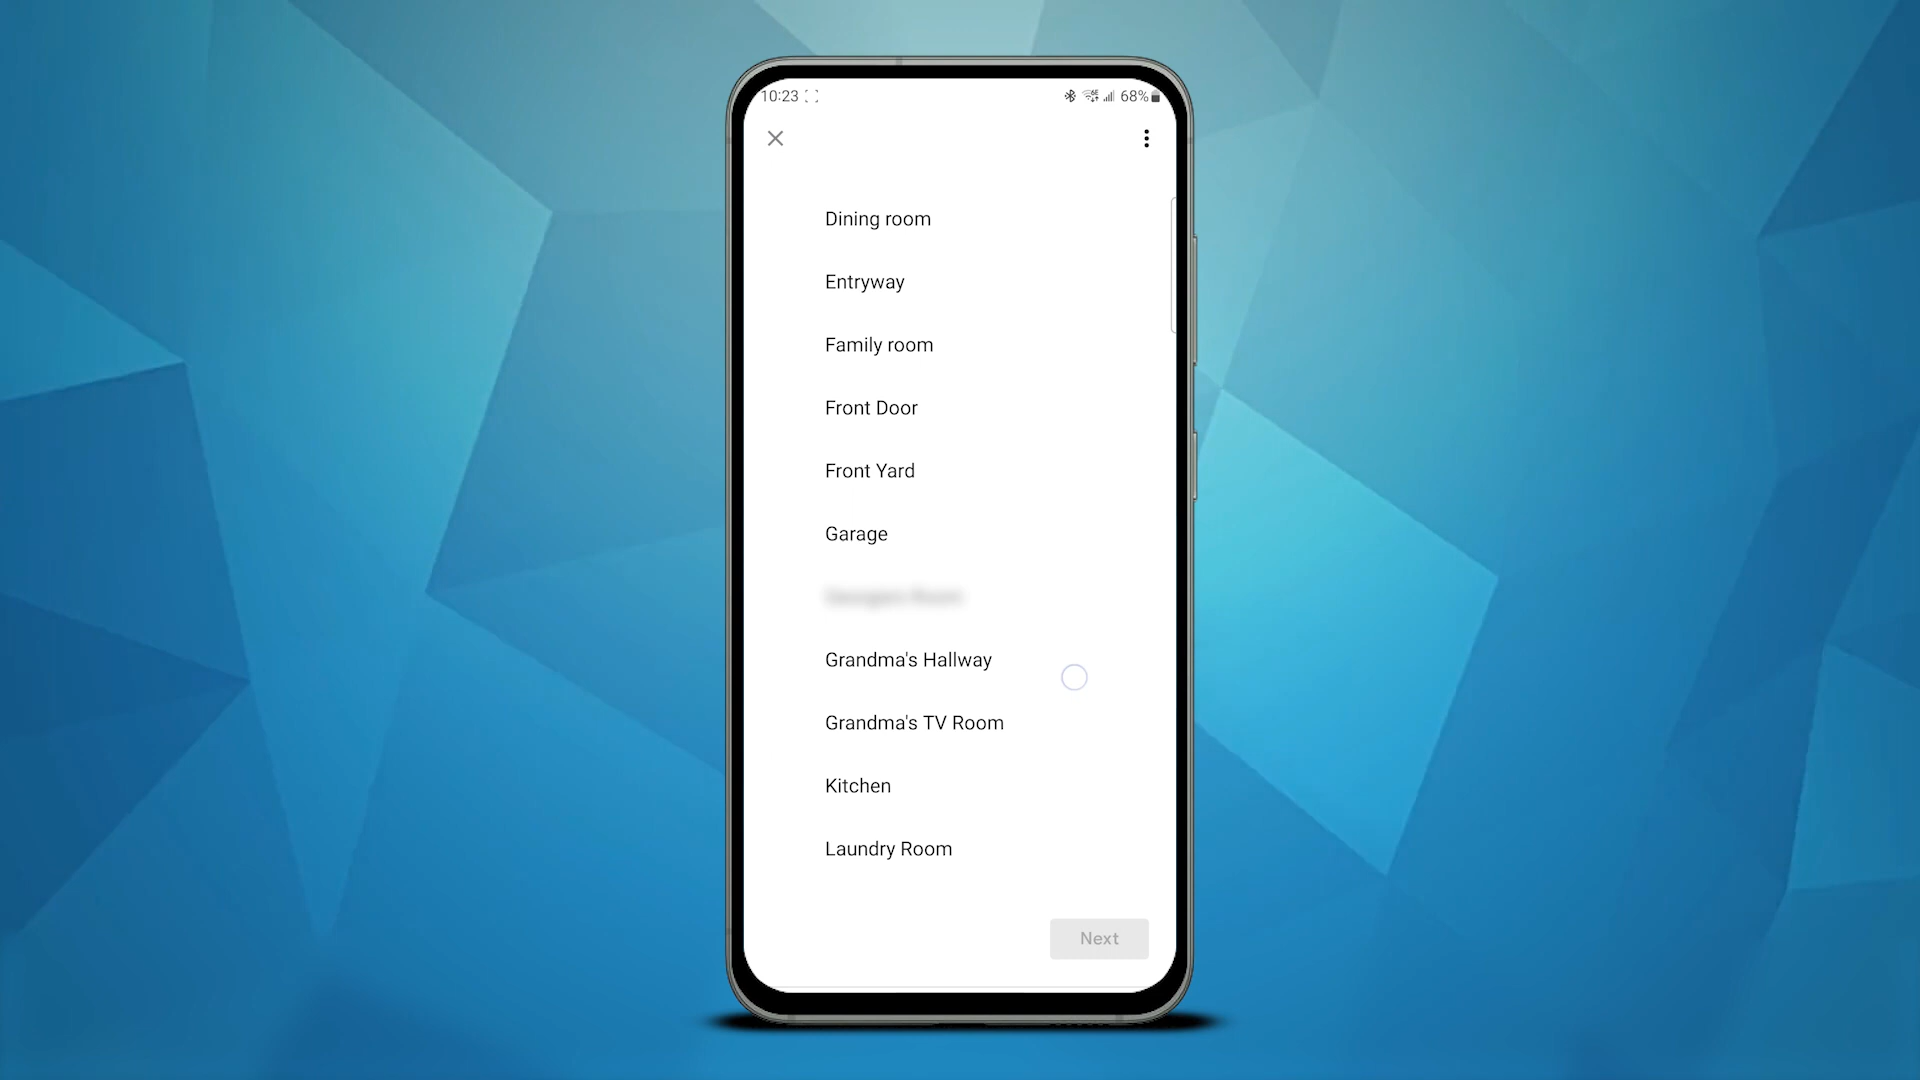 10:23
68%
Dining room
Entryway
Family room
Front Door
Front Yard
Garage
Grandma's Hallway
Grandma's TV Room
Kitchen
Laundry Room
Next